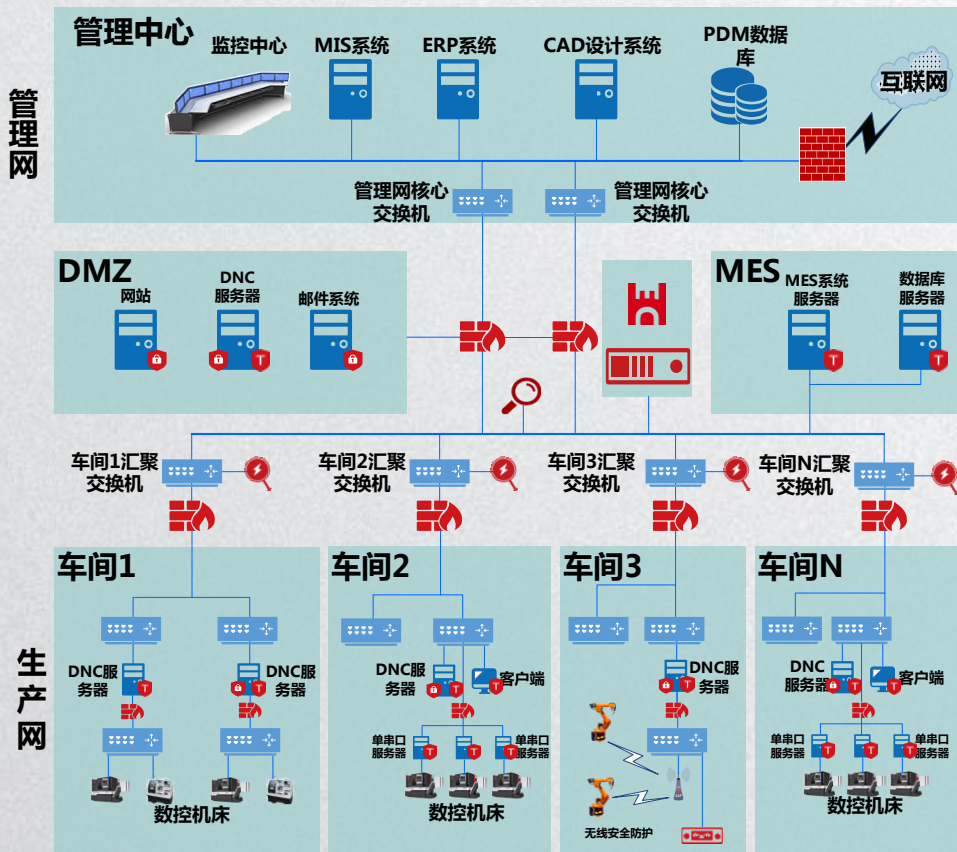 管理网
管理中心
监控中心
MIS系统
ERP系统
CAD设计系统
PDM数据
库
互联网
管理网核心
交换机
管理网核心
交换机
DMZ
网站
DNC
服务器
邮件系统
MES
MES系统
服务器
数据库
服务器
T
T
T
车间1汇聚
交换机
车间2汇聚
交换机
车间3汇聚
交换机
车间N汇聚
交换机
生产网
车间1
DNC服
务器
T
DNC服
务器
T
数控机床
车间2
DNC服
务器
T
客户端
T
单串口
服务器
T
T
T
单串口
服务器
数控机床
车间3
DNC服
务器
T
无线安全防护
车间N
DNC
服务器
T
客户端
T
单串口
服务器
T
T
T
单串口
服务器
数控机床